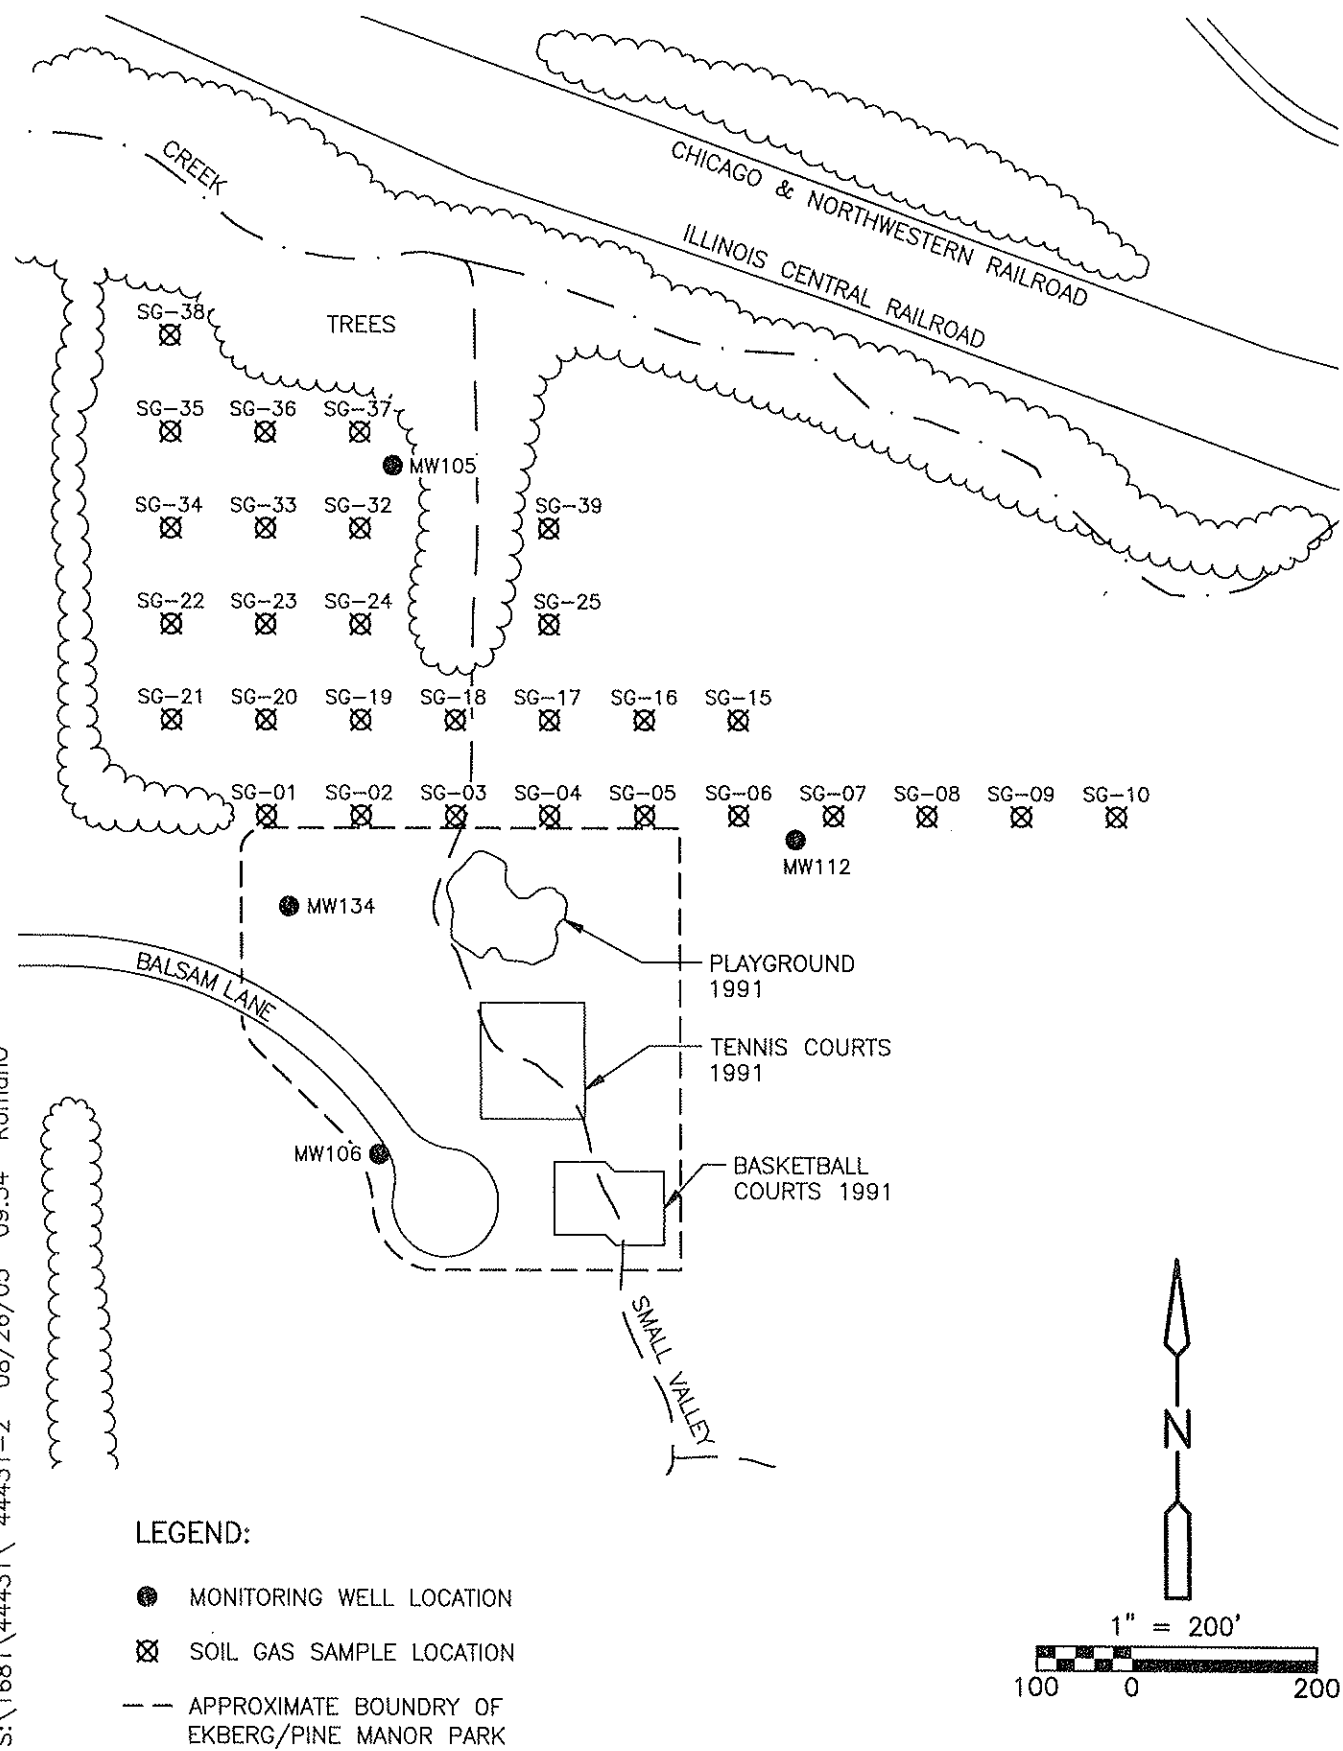 CREEK
CHICAGO & NORTHWESTERN RAILROAD
ILLINOIS CENTRAL RAILROAD
SG-38
TREES
SG-35 SG-36 SG-37
MW105
SG-34 SG-33 SG-32 SG-39
SG-22 SG-23 SG-24 SG-25
SG-21 SG-20 SG-19 SG-18 SG-17 SG-16 SG-15
SG-01 SG-02 SG-03 SG-04 SG-05 SG-06 SG-07 SG-08 SG-09 SG-10
MW112
MW134
BALSAM LANE
PLAYGROUND
1991
TENNIS COURTS
1991
MW106
BASKETBALL
COURTS 1991
SMALL VALLEY
N
LEGEND:
MONITORING WELL LOCATION
SOIL GAS SAMPLE LOCATION
APPROXIMATE BOUNDRY OF
EKBERG/PINE MANOR PARK
1" = 200'
100 0 200